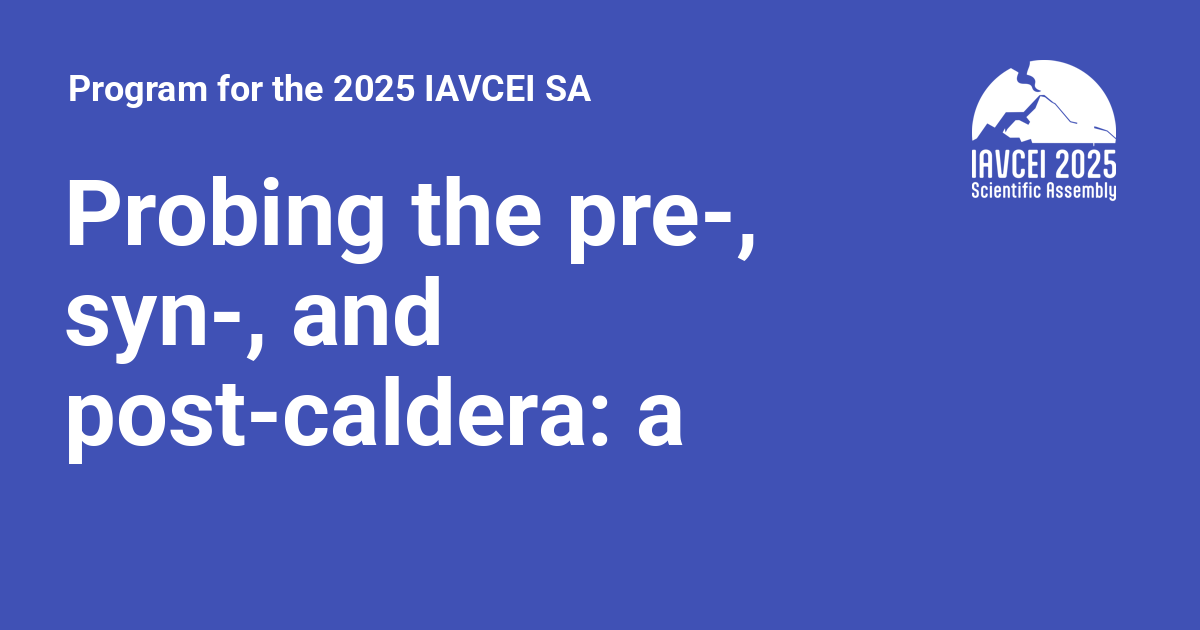 Program for the 2025 IAVCEI SA
IAVCEI 2025
Scientific Assembly
Probing the pre-,
syn-, and
post-caldera: a